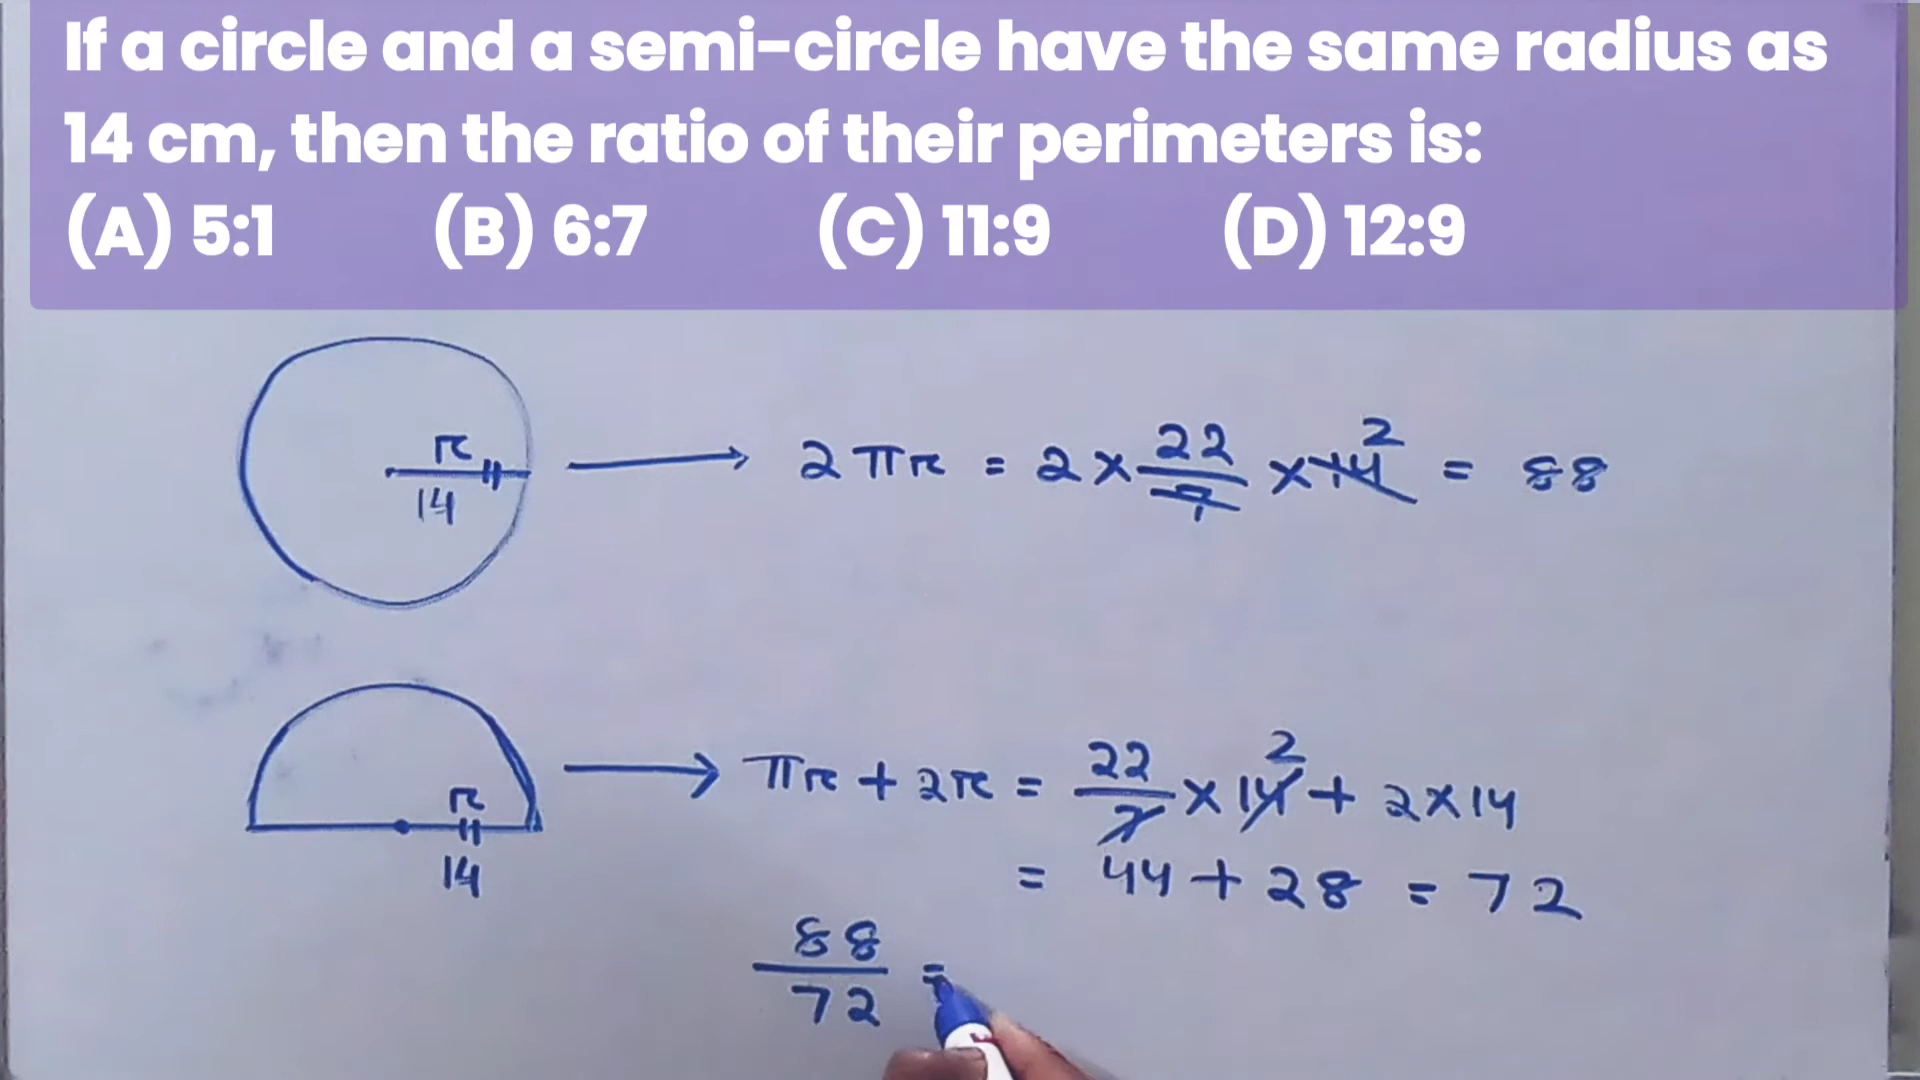 If a circle and a semi-circle have the same radius as
14 cm, then the ratio of their perimeters is:
(A) 5:1 (B) 6:7 (C) 11:9 (D) 12:9
r
14
2πr = 2 × 22/7 × 14 2 = 88
r
14
πr + 2r = 22/7 × 14 2 + 2×14
= 44 + 28 = 72
88/72 =